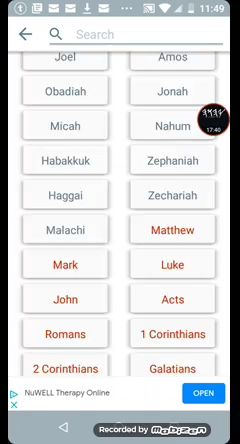 11:49
Search
Joel Amos
Obadiah Jonah
Micah Nahum
17:40
Habakkuk Zephaniah
Haggai Zechariah
Malachi Matthew
Mark Luke
John Acts
Romans 1 Corinthians
2 Corinthians Galatians
NuWELL Therapy Online OPEN
Recorded by MOBIZEN